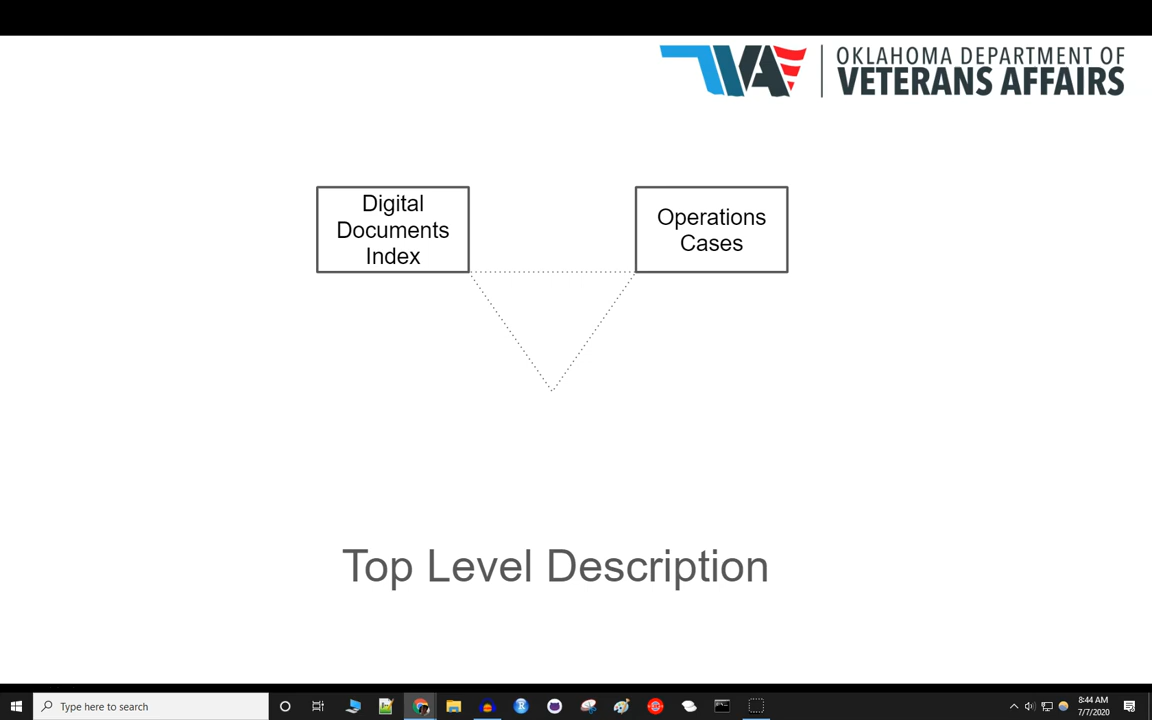 OKLAHOMA DEPARTMENT OF
VETERANS AFFAIRS
Digital
Documents
Index
Operations
Cases
Top Level Description
Type here to search
8:44 AM
7/7/2020